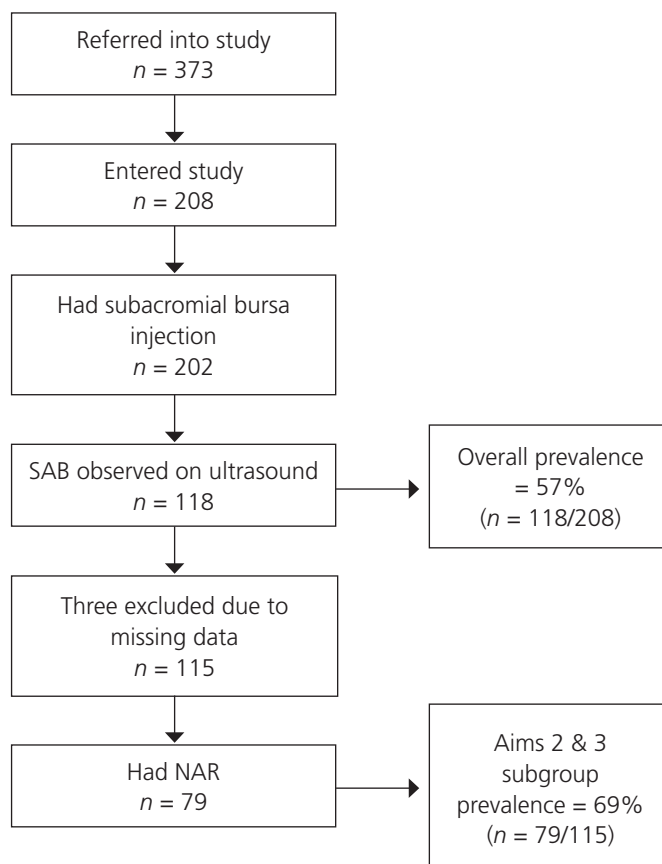 Referred into study
n = 373
Entered study
n = 208
Had subacromial bursa
injection
n = 202
SAB observed on ultrasound
n = 118
Overall prevalence
= 57%
(n = 118/208)
Three excluded due to
missing data
n = 115
Had NAR
n = 79
Aims 2 & 3
subgroup
prevalence = 69%
(n = 79/115)